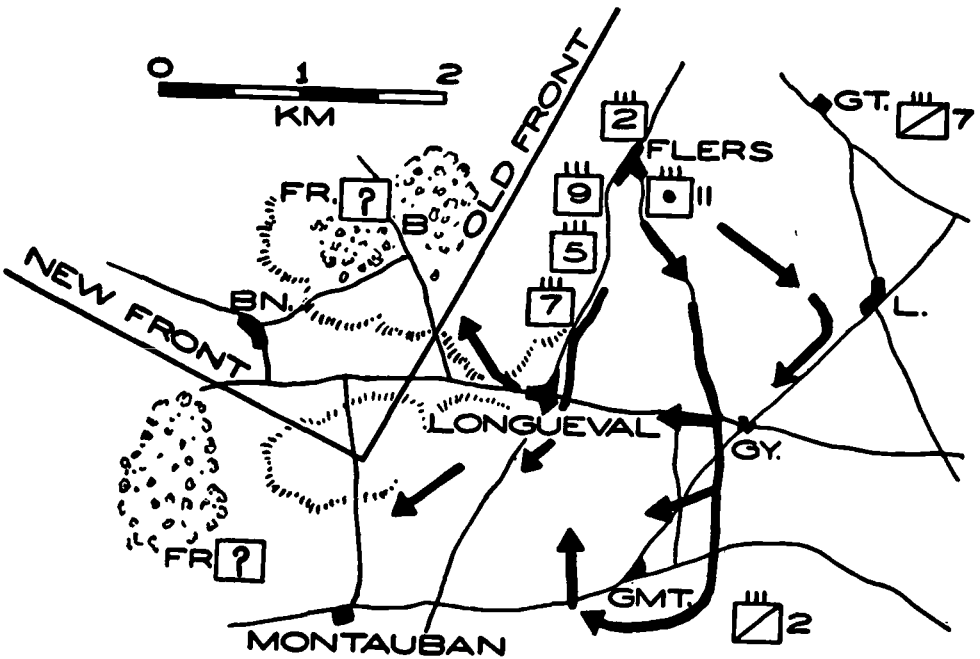 0 1 2
KM
OLD FRONT
GT.
7
2
FLERS
FR. ?
B
9
11
5
NEW FRONT
BN.
7
L.
LONGUEVAL
GY.
FR ?
GMT.
2
MONTAUBAN